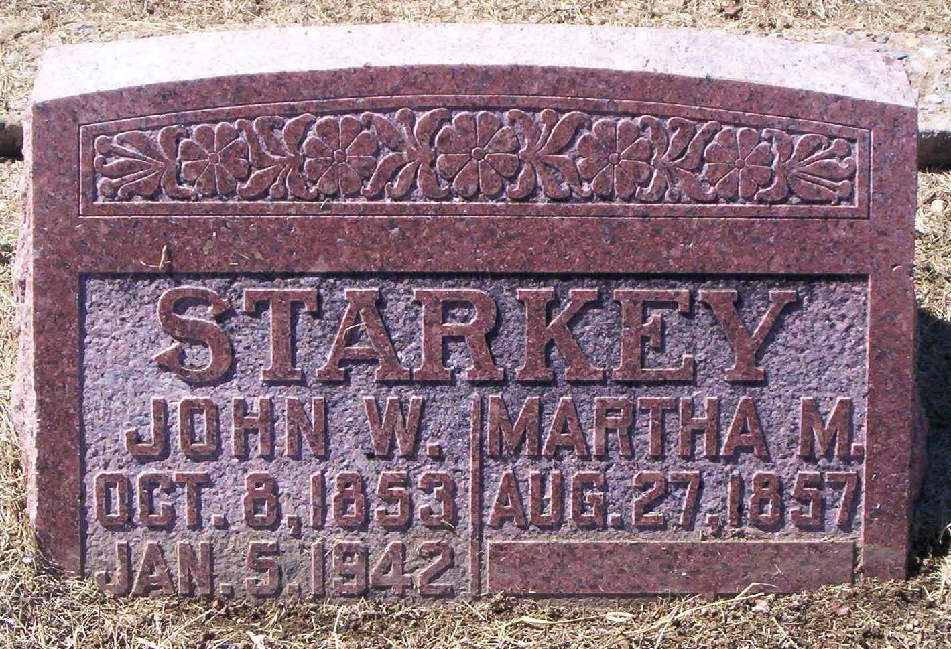 STARKEY
JOHN W.
OCT. 8, 1853
JAN. 5, 1942
MARTHA M.
AUG. 27, 1857